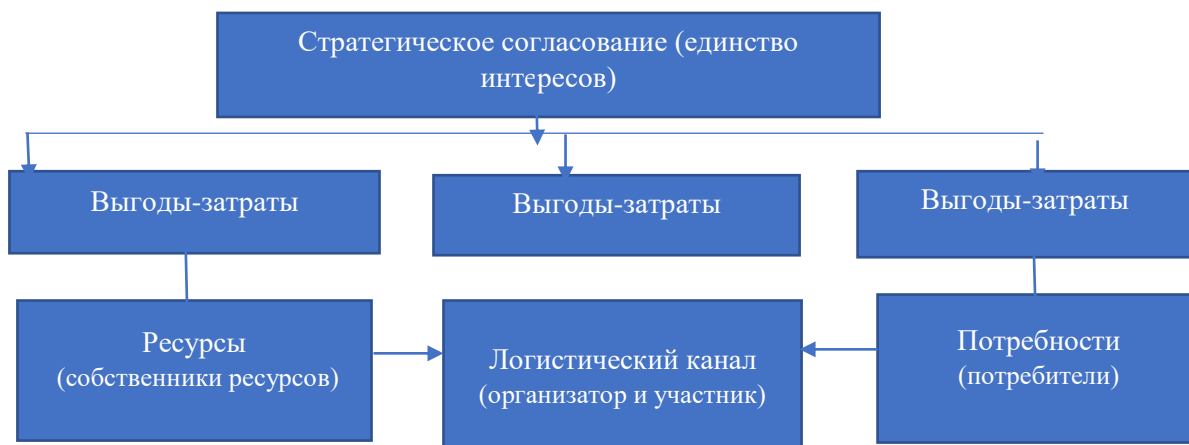 Стратегическое согласование (единство
интересов)
Выгоды-затраты
Выгоды-затраты
Выгоды-затраты
Ресурсы
(собственники ресурсов)
Логистический канал
(организатор и участник)
Потребности
(потребители)